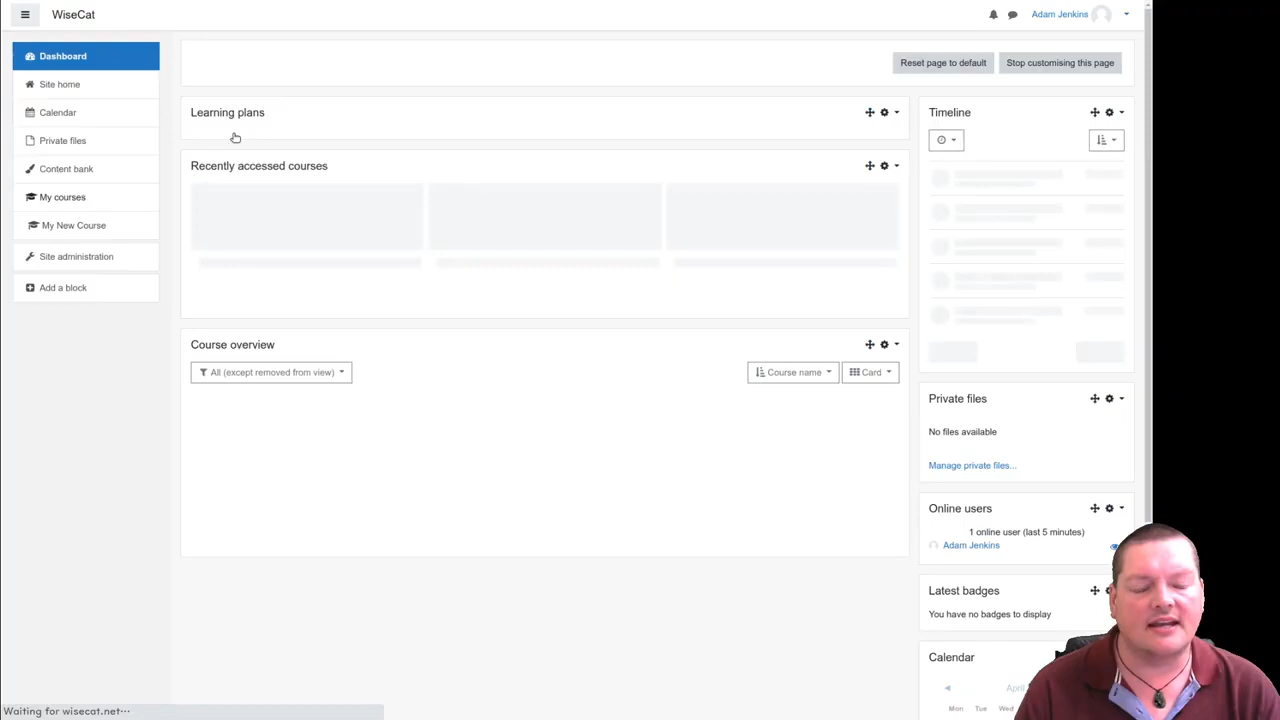 WiseCat
Adam Jenkins
Dashboard
Site home
Calendar
Private files
Content bank
My courses
My New Course
Site administration
Add a block
Reset page to default
Stop customising this page
Learning plans
Recently accessed courses
Course overview
All (except removed from view)
Course name
Card
Timeline
Private files
No files available
Manage private files...
Online users
1 online user (last 5 minutes)
Adam Jenkins
Latest badges
You have no badges to display
Calendar
April
Mon Tue Wed
Waiting for wisecat.net...